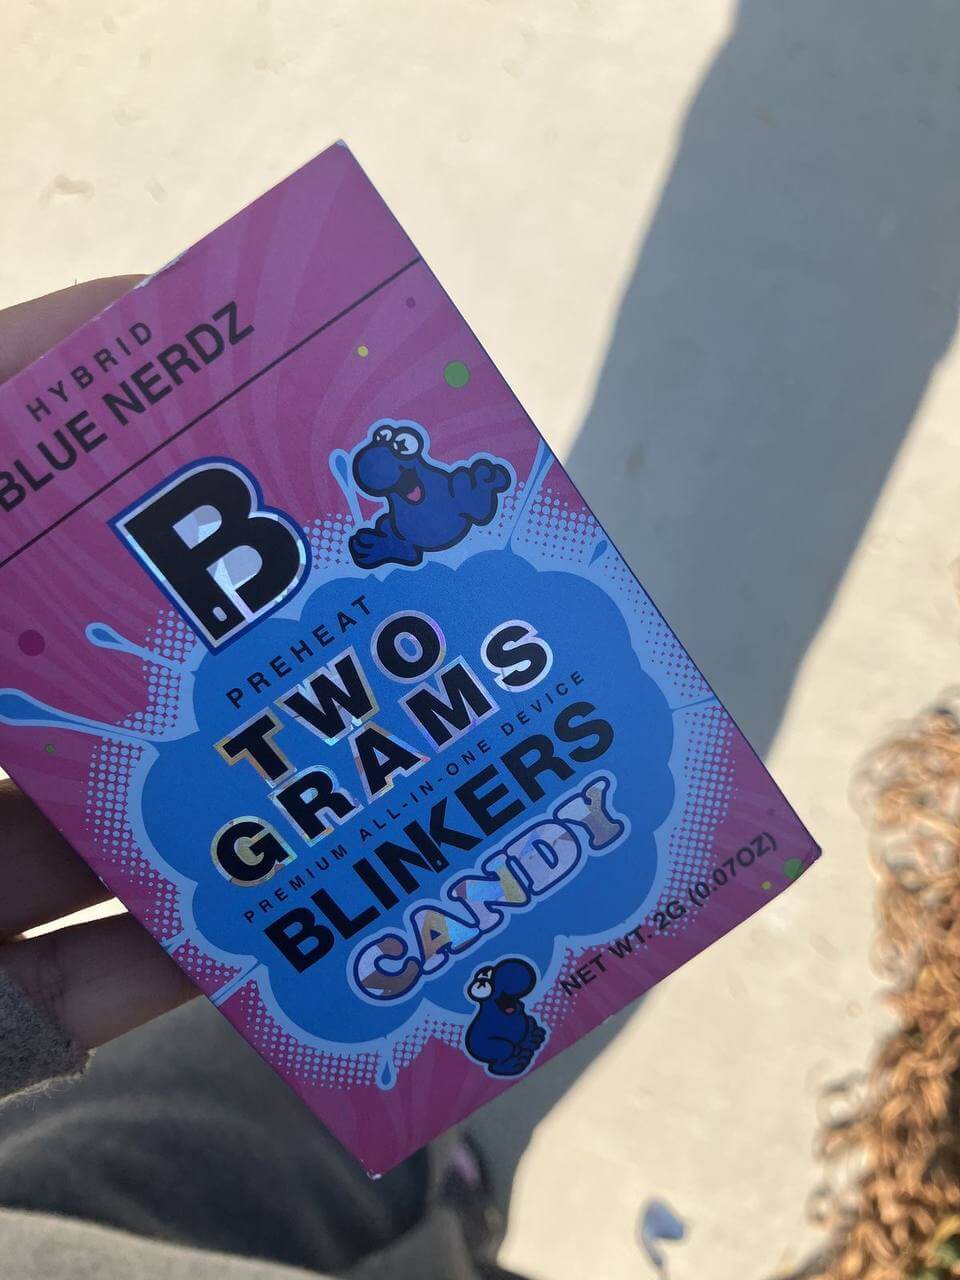 HYBRID
BLUE NERDZ
B
PREHEAT
TWO
GRAMS
PREMIUM ALL-IN-ONE DEVICE
BLINKERS
CANDY
NET WT. 2G (0.07OZ)